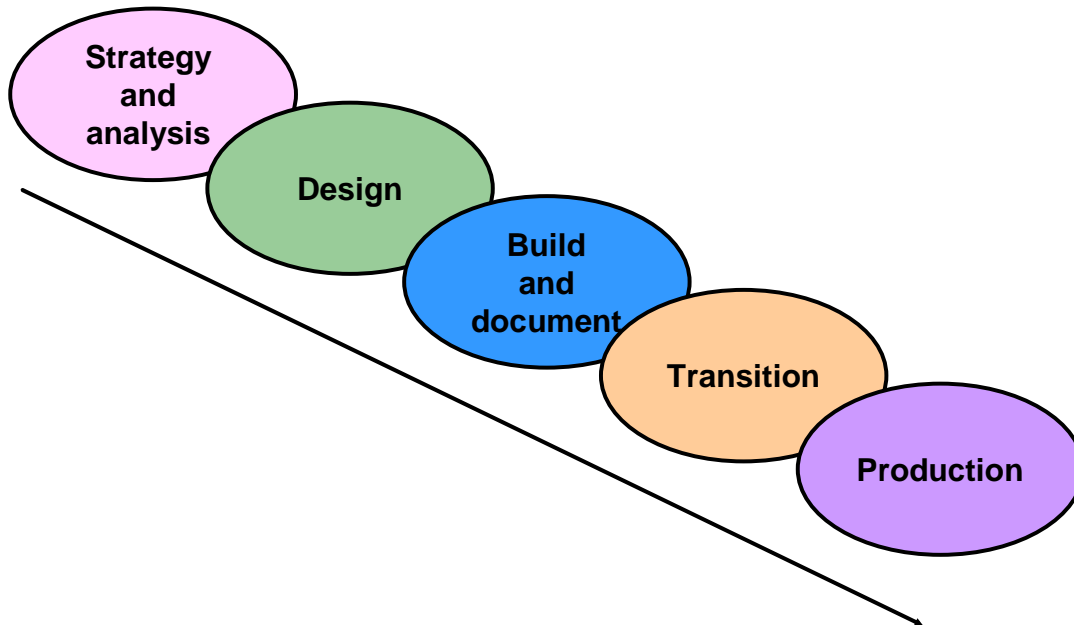 Strategy
and
analysis
Design
Build
and
document
Transition
Production